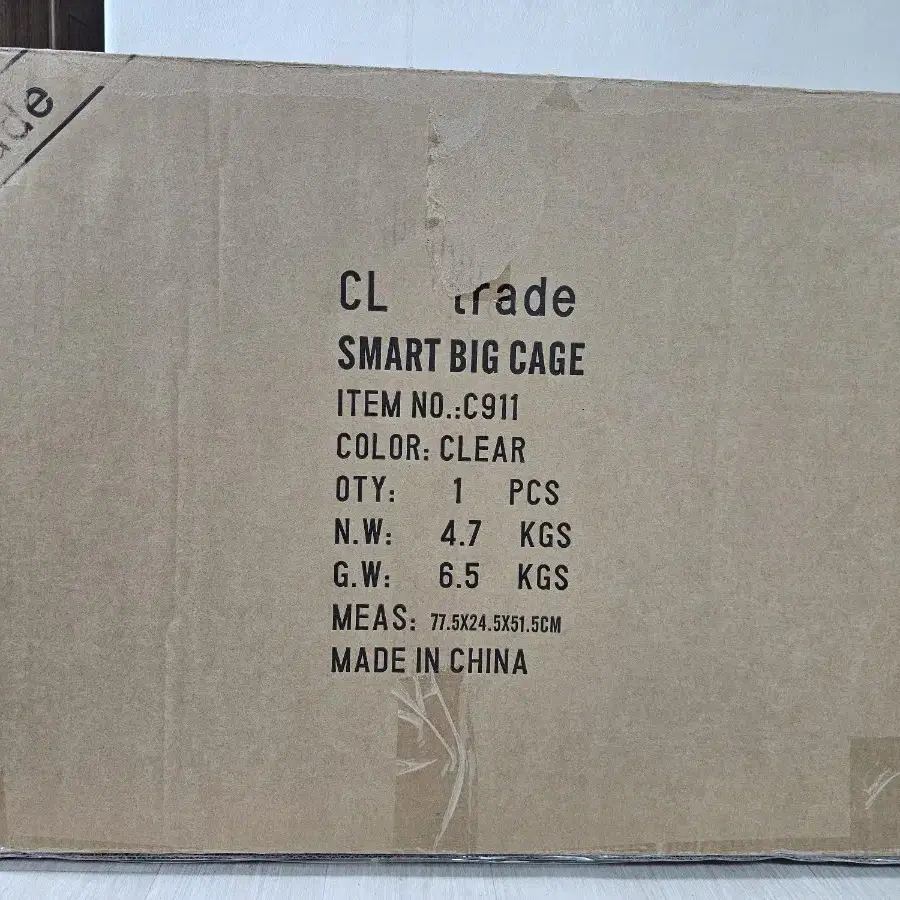 CL trade
SMART BIG CAGE
ITEM NO.:C911
COLOR: CLEAR
QTY: 1 PCS
N.W: 4.7 KGS
G.W: 6.5 KGS
MEAS: 77.5X24.5X51.5CM
MADE IN CHINA